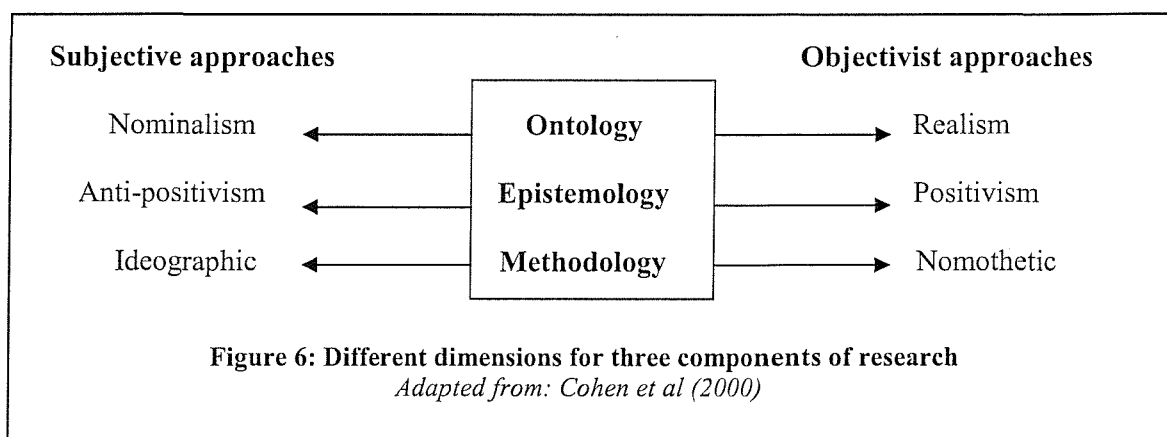 Subjective approaches Objectivist approaches
Nominalism Ontology Realism
Anti-positivism Epistemology Positivism
Ideographic Methodology Nomothetic
Figure 6: Different dimensions for three components of research
Adapted from: Cohen et al (2000)